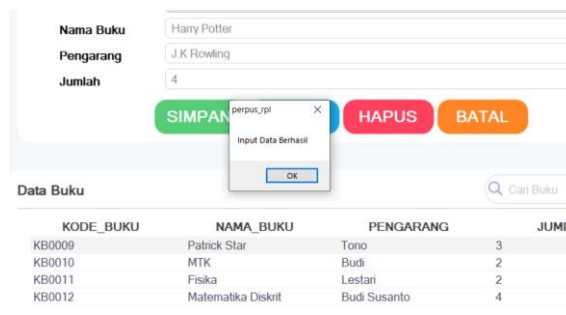 Nama Buku Harry Potter
Pengarang J.K Rowling
Jumlah 4
SIMPAN HAPUS BATAL
perpus_rpl
Input Data Berhasil
OK
Data Buku Cari Buku
KODE_BUKU NAMA_BUKU PENGARANG JUML
KB0009 Patrick Star Tono 3
KB0010 MTK Budi 2
KB0011 Fisika Lestari 2
KB0012 Matematika Diskrit Budi Susanto 4